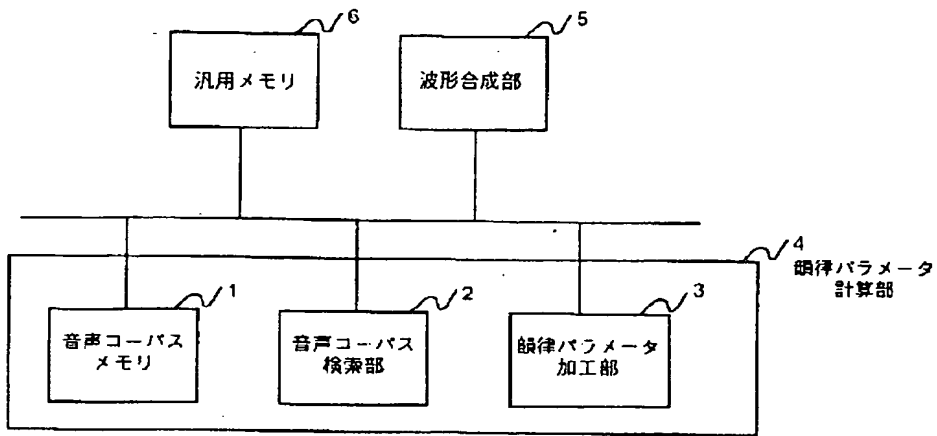 6
汎用メモリ
5
波形合成部
4
韻律パラメータ
計算部
1
音声コーパス
メモリ
2
音声コーパス
検索部
3
韻律パラメータ
加工部